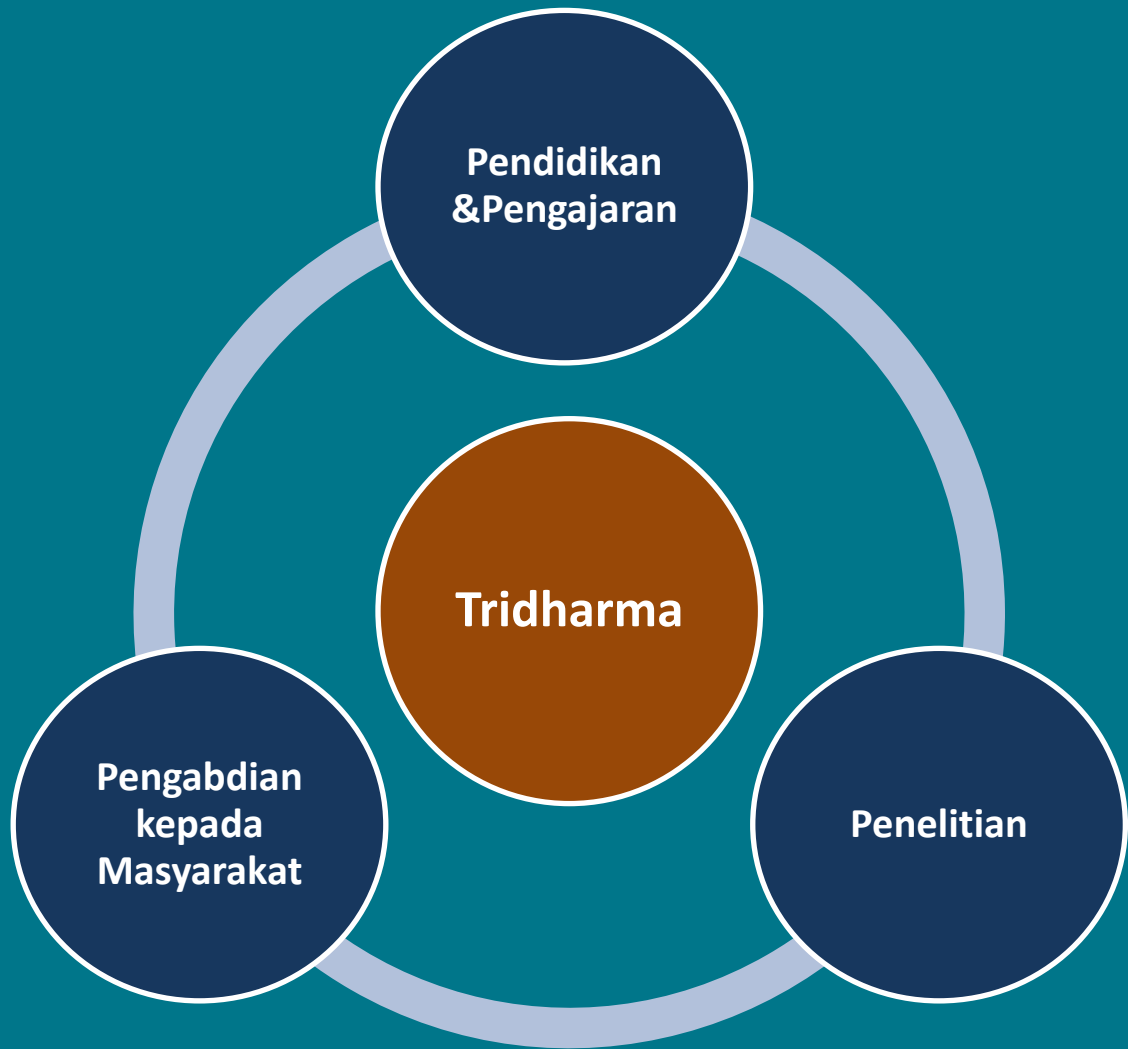 Pendidikan
&Pengajaran
Tridharma
Pengabdian
kepada
Masyarakat
Penelitian